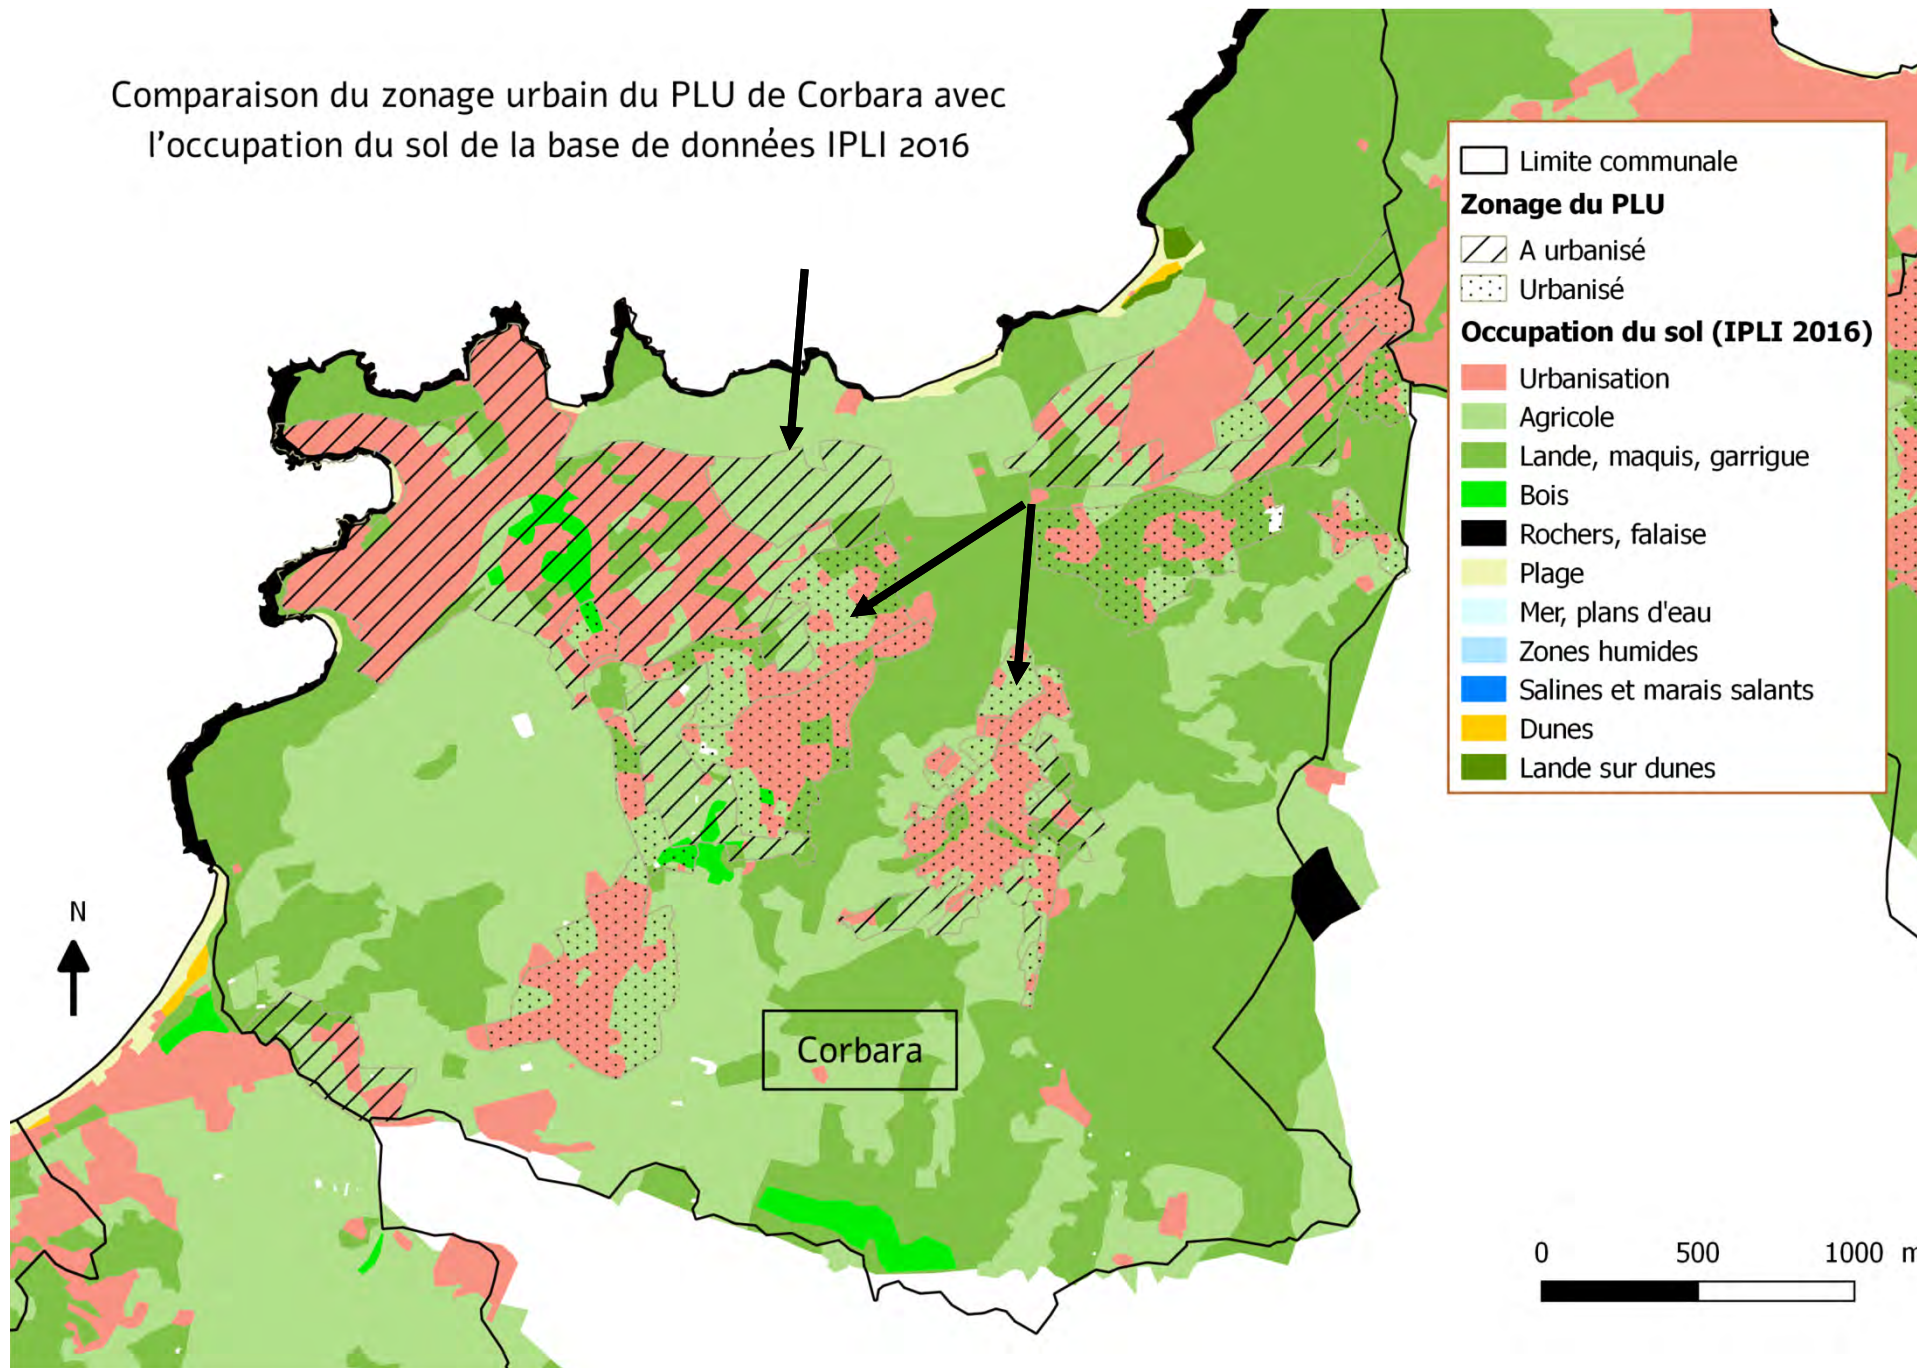 Comparaison du zonage urbain du PLU de Corbara avec
l'occupation du sol de la base de données IPLI 2016
Limite communale
Zonage du PLU
A urbanisé
Urbanisé
Occupation du sol (IPLI 2016)
Urbanisation
Agricole
Lande, maquis, garrigue
Bois
Rochers, falaise
Plage
Mer, plans d'eau
Zones humides
Salines et marais salants
Dunes
Lande sur dunes
N
Corbara
0 500 1000 m